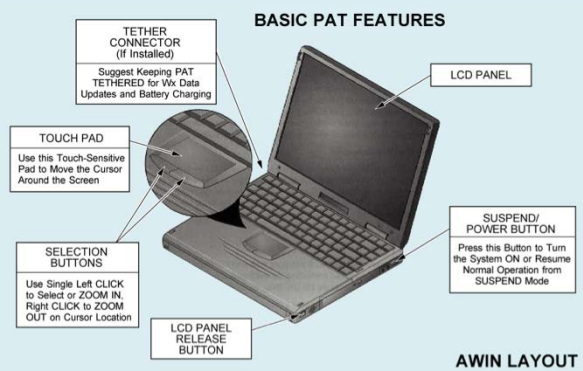 BASIC PAT FEATURES
TETHER
CONNECTOR
(If Installed)
Suggest Keeping PAT
TETHERED for Wx Data
Updates and Battery Charging
LCD PANEL
TOUCH PAD
Use this Touch-Sensitive
Pad to Move the Cursor
Around the Screen
SELECTION
BUTTONS
Use Single Left CLICK
to Select or ZOOM IN,
Right CLICK to ZOOM
OUT on Cursor Location
SUSPEND/
POWER BUTTON
Press this Button to Turn
the System ON or Resume
Normal Operation from
SUSPEND Mode
LCD PANEL
RELEASE
BUTTON
AWIN LAYOUT